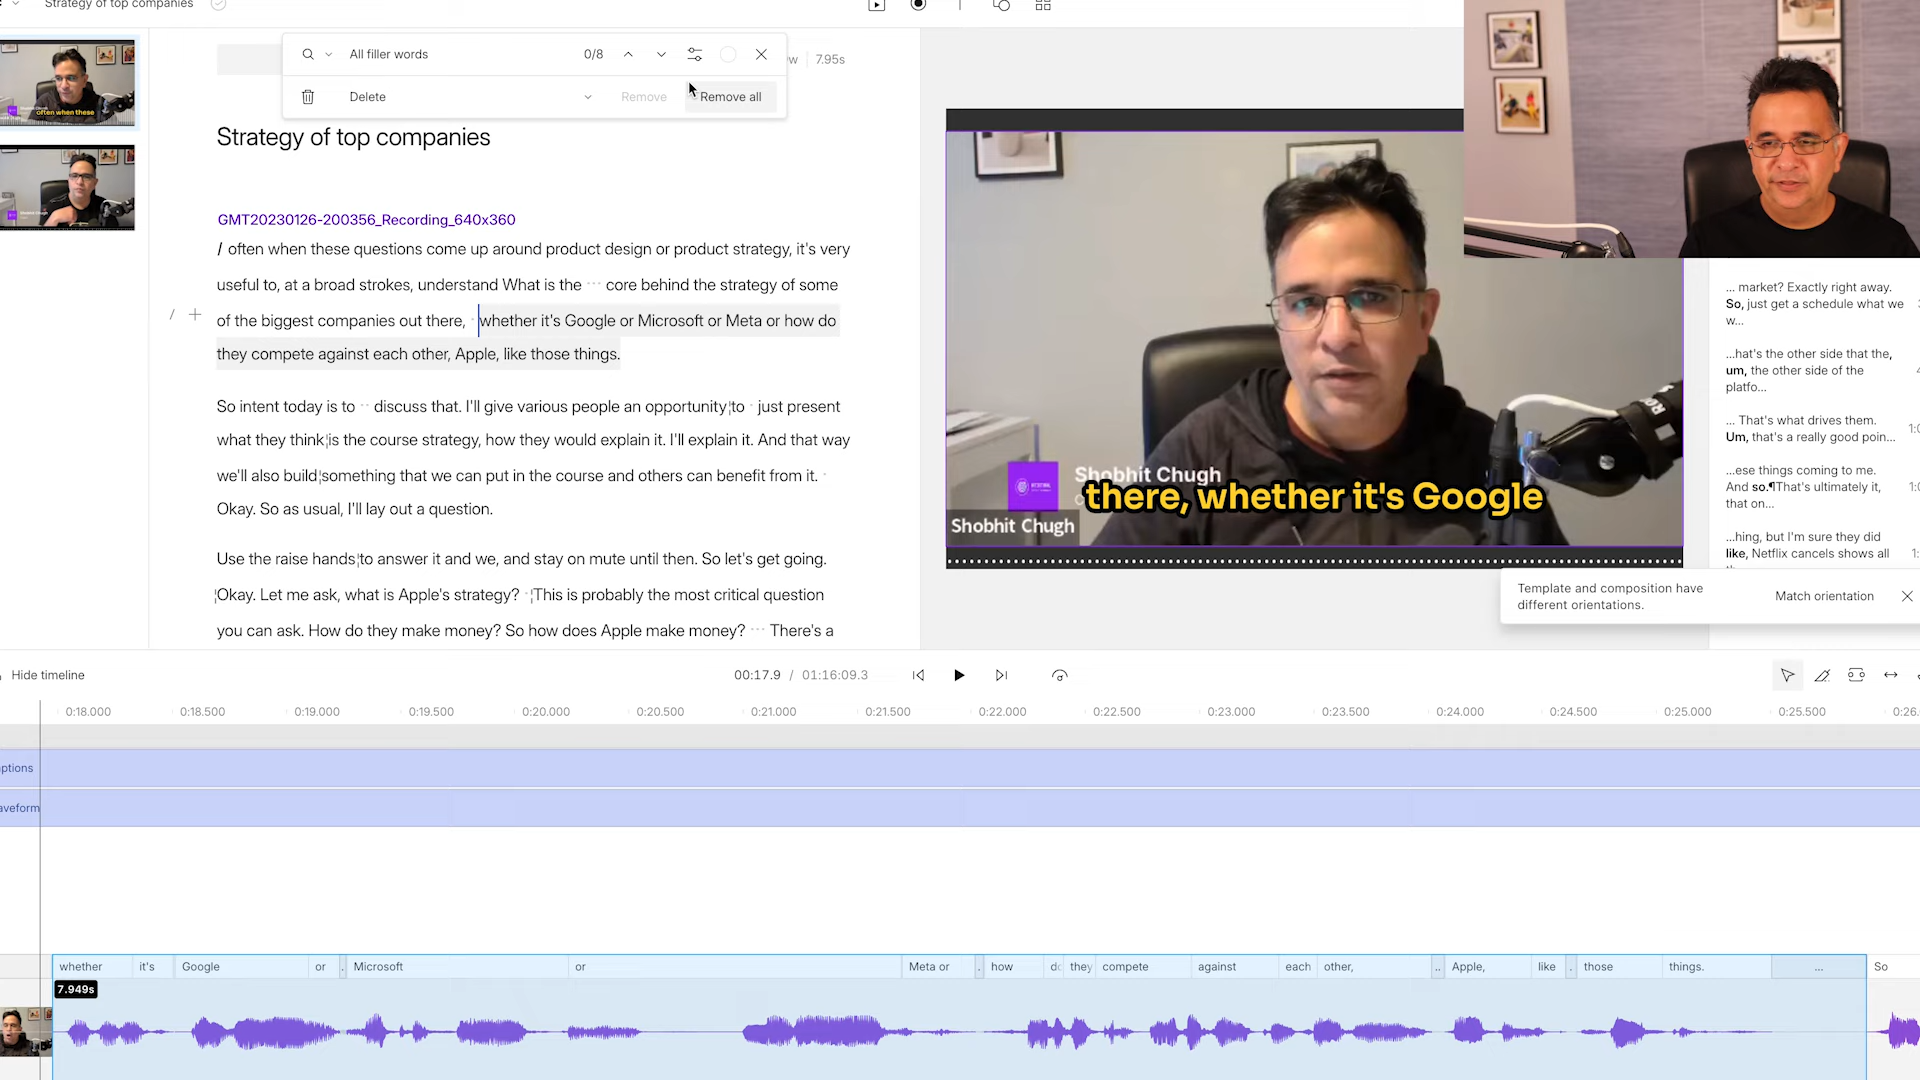 Strategy of top companies
All filler words
0/8
7.95s
Delete
Remove
Remove all
Strategy of top companies
GMT20230126-200356_Recording_640x360
/ often when these questions come up around product design or product strategy, it's very
useful to, at a broad strokes, understand What is the ··· core behind the strategy of some
of the biggest companies out there, · whether it's Google or Microsoft or Meta or how do
they compete against each other, Apple, like those things.
So intent today is to ·· discuss that. I'll give various people an opportunity¦to · just present
what they think¦is the course strategy, how they would explain it. I'll explain it. And that way
we'll also build¦something that we can put in the course and others can benefit from it. ·
Okay. So as usual, I'll lay out a question.
Use the raise hands¦to answer it and we, and stay on mute until then. So let's get going.
¦Okay. Let me ask, what is Apple's strategy? ·¦This is probably the most critical question
you can ask. How do they make money? So how does Apple make money? ··· There's a
often when these
Shobhit Chugh
there, whether it's Google
Shobhit Chugh
... market? Exactly right away.
So, just get a schedule what we
w...
...hat's the other side that the,
um, the other side of the
platfo...
... That's what drives them.
Um, that's a really good poin...
...ese things coming to me.
And so.¶That's ultimately it,
that on...
...hing, but I'm sure they did
like, Netflix cancels shows all
Template and composition have
different orientations.
Match orientation
Hide timeline
00:17.9 / 01:16:09.3
0:18.000 0:18.500 0:19.000 0:19.500 0:20.000 0:20.500 0:21.000 0:21.500 0:22.000 0:22.500 0:23.000 0:23.500 0:24.000 0:24.500 0:25.000 0:25.500 0:26.
ptions
aveform
whether it's Google or . Microsoft or Meta or . how do they compete against each other, .. Apple, like . those things. ... So
7.949s